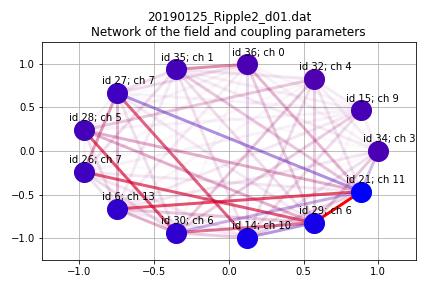 20190125_Ripple2_d01.dat
Network of the field and coupling parameters
id 36; ch 0
id 35; ch 1
id 32; ch 4
id 27; ch 7
id 15; ch 9
id 28; ch 5
id 34; ch 3
id 26; ch 7
id 21; ch 11
id 6; ch 13
id 29; ch 6
id 30; ch 6
id 14; ch 10
1.0
0.5
0.0
−0.5
−1.0
−1.0
−0.5
0.0
0.5
1.0